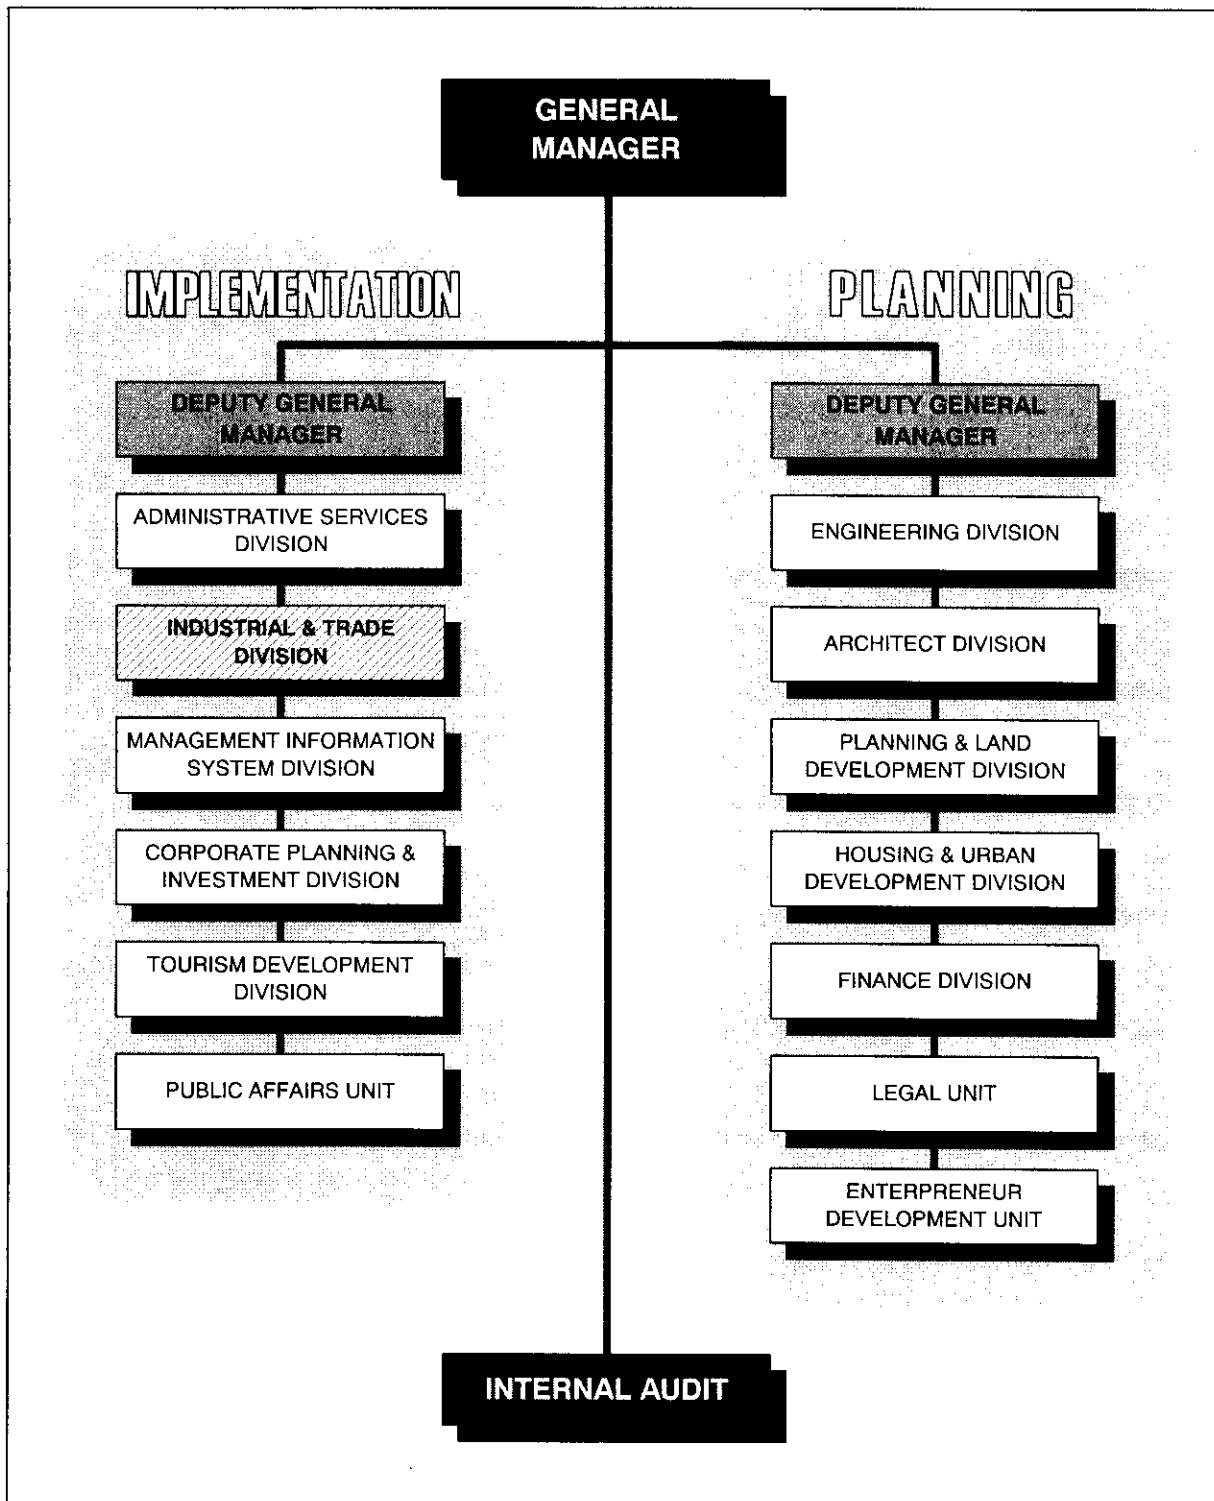 GENERAL
MANAGER
IMPLEMENTATION
DEPUTY GENERAL
MANAGER
ADMINISTRATIVE SERVICES
DIVISION
INDUSTRIAL & TRADE
DIVISION
MANAGEMENT INFORMATION
SYSTEM DIVISION
CORPORATE PLANNING &
INVESTMENT DIVISION
TOURISM DEVELOPMENT
DIVISION
PUBLIC AFFAIRS UNIT
PLANNING
DEPUTY GENERAL
MANAGER
ENGINEERING DIVISION
ARCHITECT DIVISION
PLANNING & LAND
DEVELOPMENT DIVISION
HOUSING & URBAN
DEVELOPMENT DIVISION
FINANCE DIVISION
LEGAL UNIT
ENTERPRENEUR
DEVELOPMENT UNIT
INTERNAL AUDIT